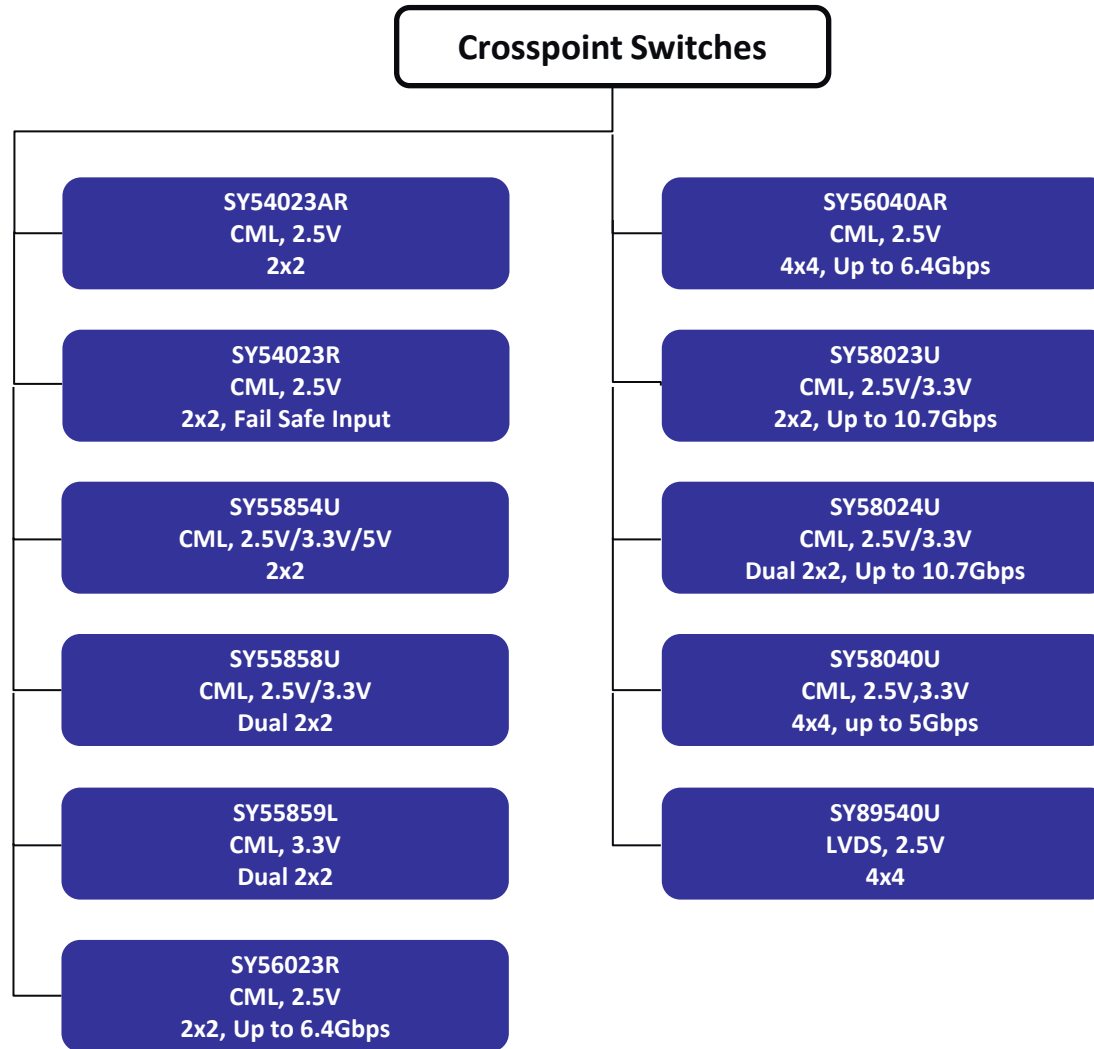 Crosspoint Switches
SY54023AR
CML, 2.5V
2x2
SY54023R
CML, 2.5V
2x2, Fail Safe Input
SY55854U
CML, 2.5V/3.3V/5V
2x2
SY55858U
CML, 2.5V/3.3V
Dual 2x2
SY55859L
CML, 3.3V
Dual 2x2
SY56023R
CML, 2.5V
2x2, Up to 6.4Gbps
SY56040AR
CML, 2.5V
4x4, Up to 6.4Gbps
SY58023U
CML, 2.5V/3.3V
2x2, Up to 10.7Gbps
SY58024U
CML, 2.5V/3.3V
Dual 2x2, Up to 10.7Gbps
SY58040U
CML, 2.5V,3.3V
4x4, up to 5Gbps
SY89540U
LVDS, 2.5V
4x4